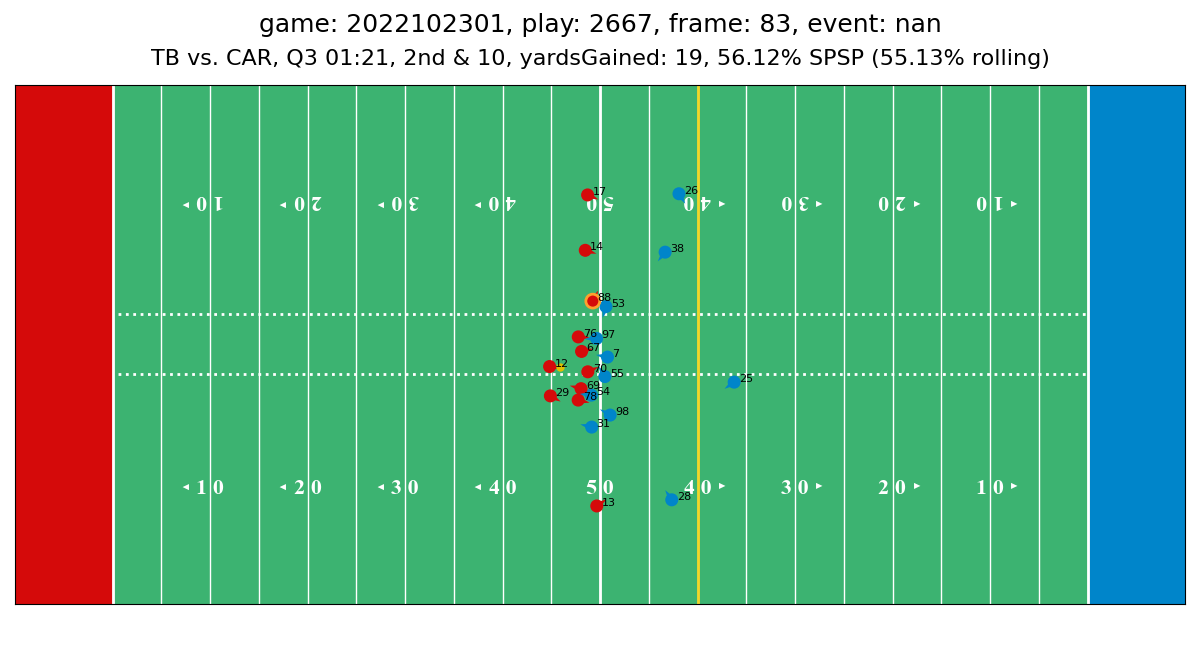 game: 2022102301, play: 2667, frame: 83, event: nan
TB vs. CAR, Q3 01:21, 2nd & 10, yardsGained: 19, 56.12% SPSP (55.13% rolling)
17 26
10 20 30 40 50 40 30 20 10
14 38
88
53
76 97
67
7
12 70
55 25
69
29 78 54
98
31
10 20 30 40 50 40 30 20 10
28
13